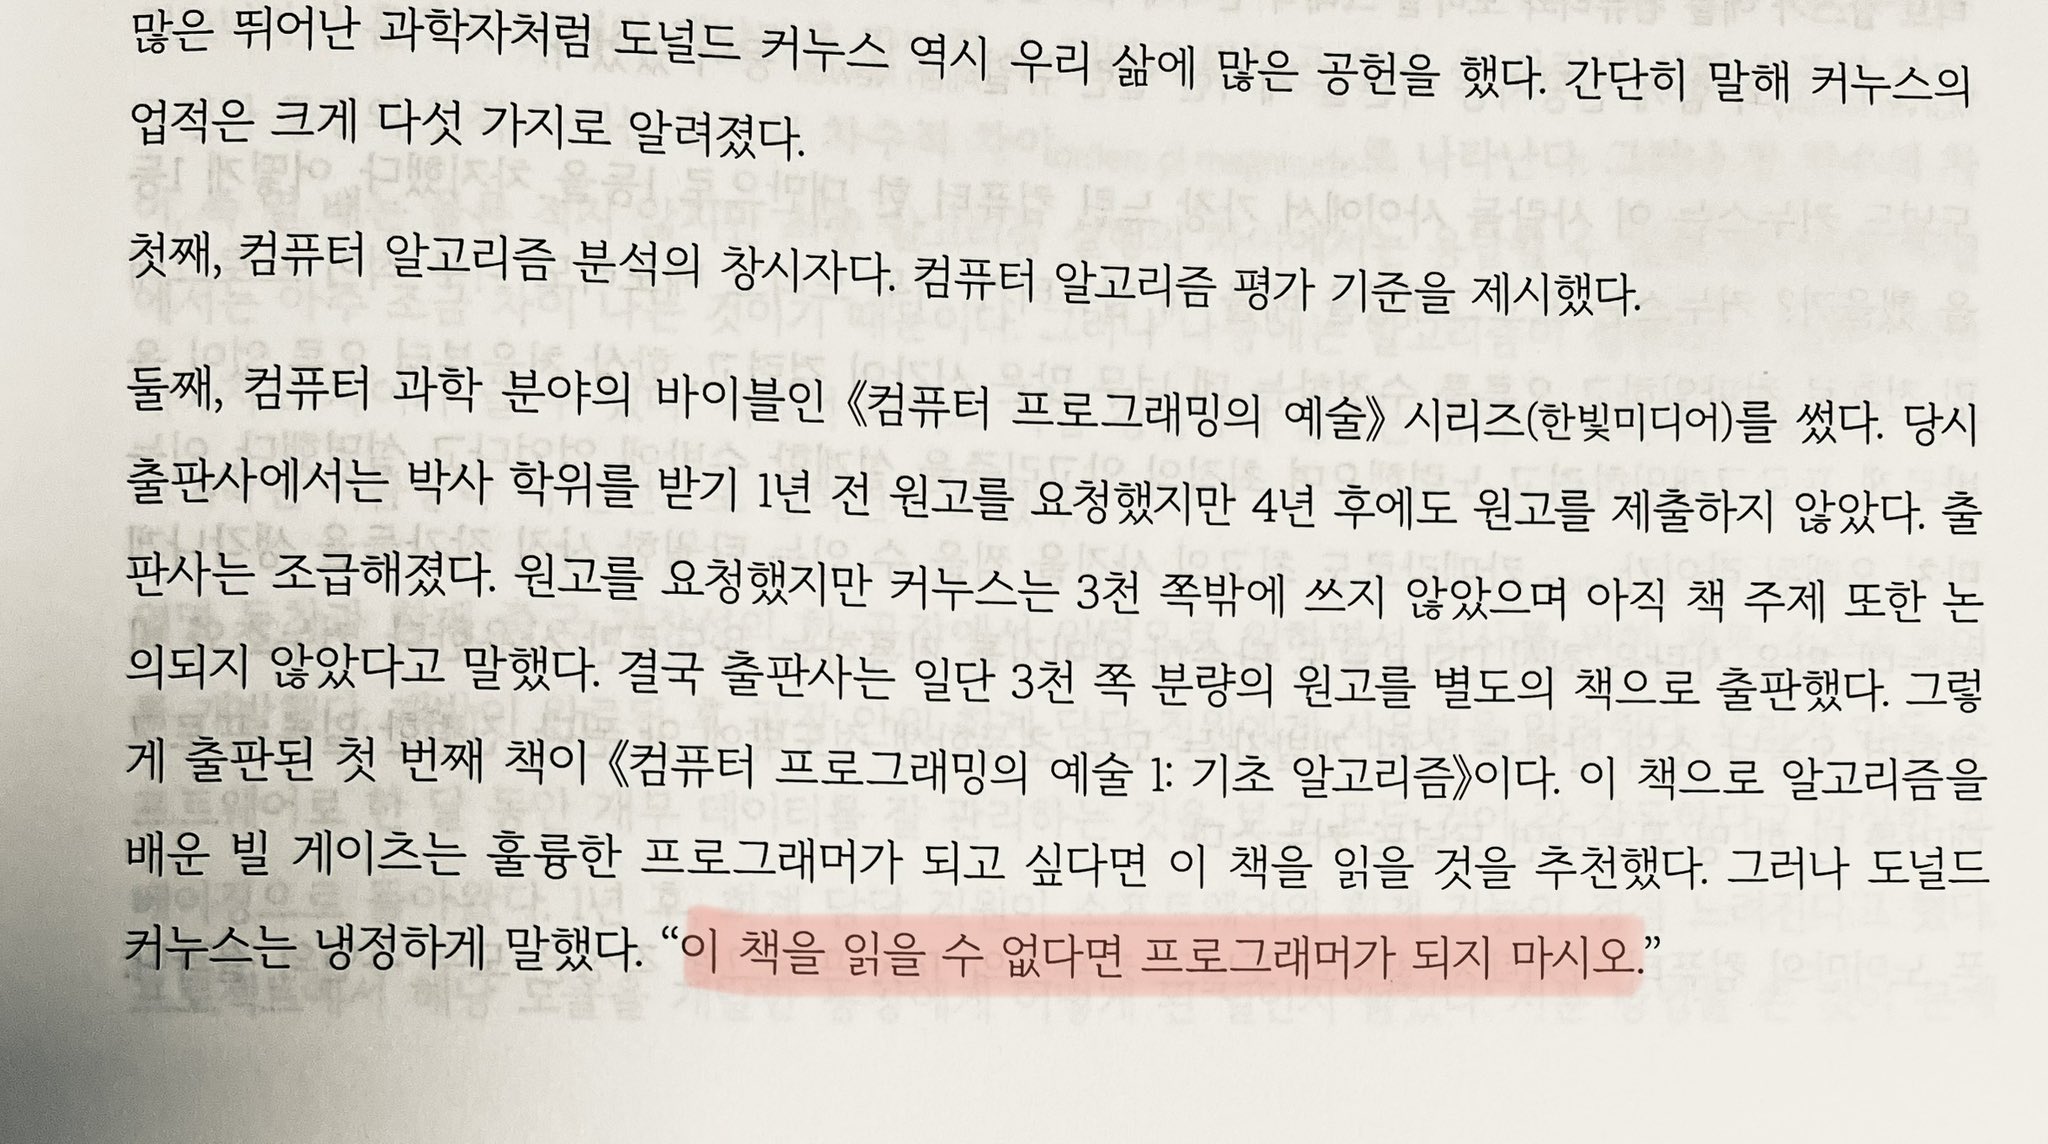 많은 뛰어난 과학자처럼 도널드 커누스 역시 우리 삶에 많은 공헌을 했다. 간단히 말해 커누스의
업적은 크게 다섯 가지로 알려졌다.
첫째, 컴퓨터 알고리즘 분석의 창시자다. 컴퓨터 알고리즘 평가 기준을 제시했다.
둘째, 컴퓨터 과학 분야의 바이블인 《컴퓨터 프로그래밍의 예술》 시리즈(한빛미디어)를 썼다. 당시
출판사에서는 박사 학위를 받기 1년 전 원고를 요청했지만 4년 후에도 원고를 제출하지 않았다. 출
판사는 조급해졌다. 원고를 요청했지만 커누스는 3천 쪽밖에 쓰지 않았으며 아직 책 주제 또한 논
의되지 않았다고 말했다. 결국 출판사는 일단 3천 쪽 분량의 원고를 별도의 책으로 출판했다. 그렇
게 출판된 첫 번째 책이 《컴퓨터 프로그래밍의 예술 1: 기초 알고리즘》이다. 이 책으로 알고리즘을
배운 빌 게이츠는 훌륭한 프로그래머가 되고 싶다면 이 책을 읽을 것을 추천했다. 그러나 도널드
커누스는 냉정하게 말했다. “이 책을 읽을 수 없다면 프로그래머가 되지 마시오.”